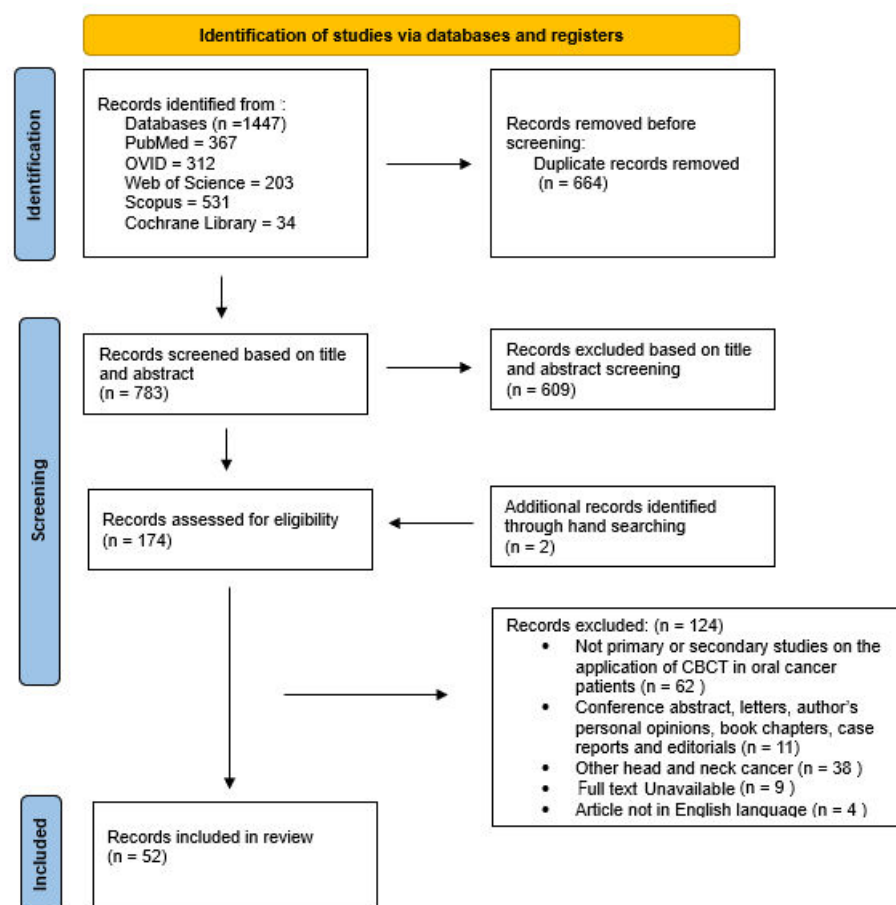 Identification of studies via databases and registers
Identification
Records identified from :
Databases (n =1447)
PubMed = 367
OVID = 312
Web of Science = 203
Scopus = 531
Cochrane Library = 34
Records removed before
screening:
Duplicate records removed
(n = 664)
Screening
Records screened based on title
and abstract
(n = 783)
Records excluded based on title
and abstract screening
(n = 609)
Records assessed for eligibility
(n = 174)
Additional records identified
through hand searching
(n = 2)
Records excluded: (n = 124)
• Not primary or secondary studies on the
application of CBCT in oral cancer
patients (n = 62 )
• Conference abstract, letters, author's
personal opinions, book chapters, case
reports and editorials (n = 11)
• Other head and neck cancer (n = 38 )
• Full text Unavailable (n = 9 )
• Article not in English language (n = 4 )
Included
Records included in review
(n = 52)